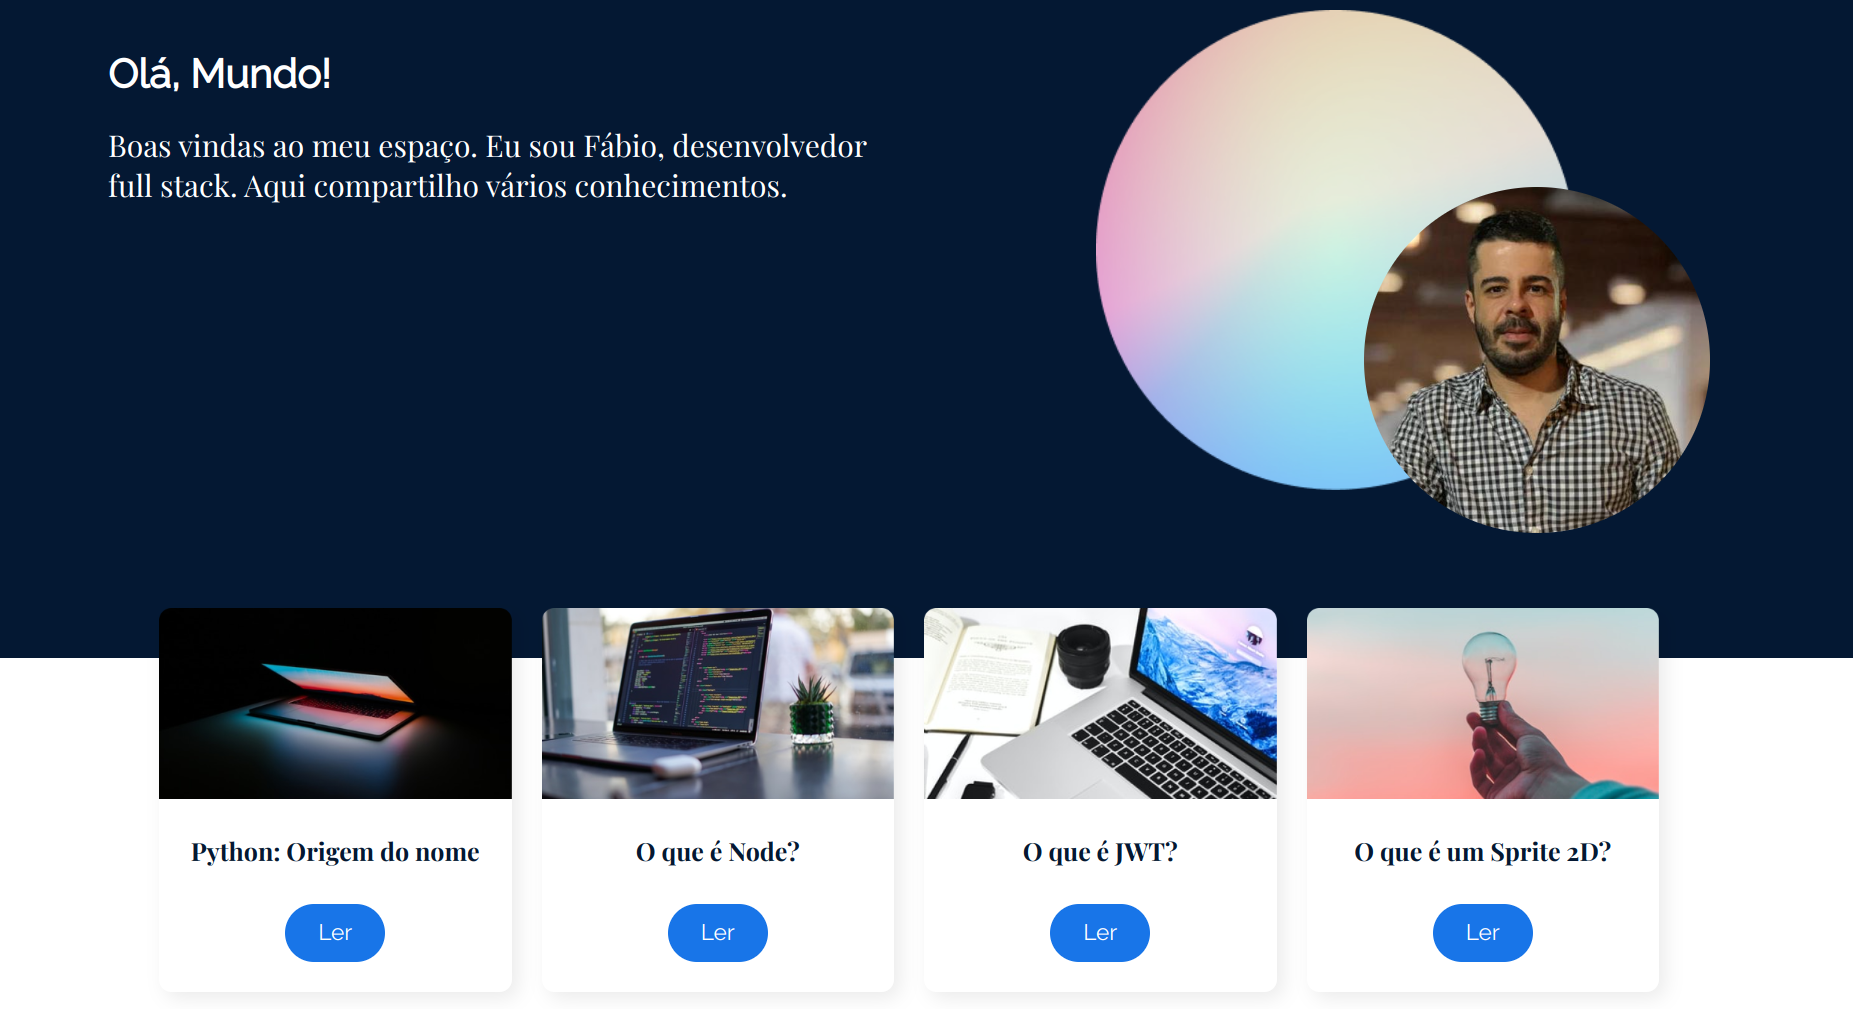 Olá, Mundo!
Boas vindas ao meu espaço. Eu sou Fábio, desenvolvedor
full stack. Aqui compartilho vários conhecimentos.
Python: Origem do nome
O que é Node?
O que é JWT?
O que é um Sprite 2D?
Ler
Ler
Ler
Ler